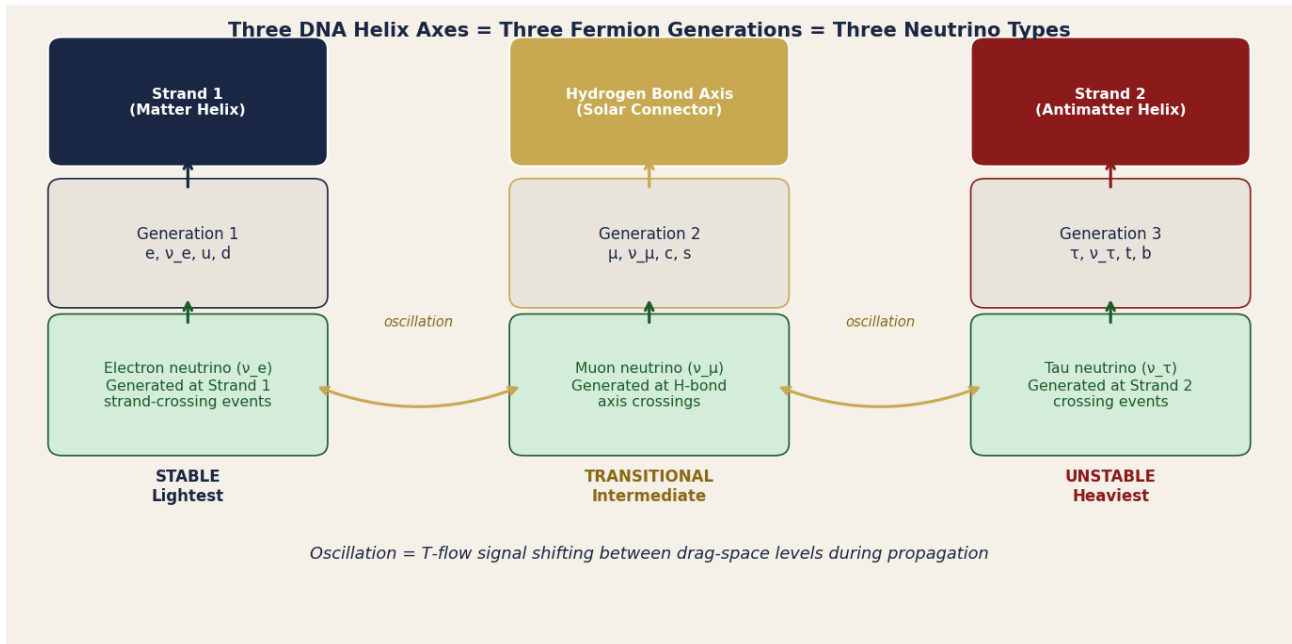 Three DNA Helix Axes = Three Fermion Generations = Three Neutrino Types
Strand 1
(Matter Helix)
Hydrogen Bond Axis
(Solar Connector)
Strand 2
(Antimatter Helix)
Generation 1
e, ν_e, u, d
Generation 2
μ, ν_μ, c, s
Generation 3
τ, ν_τ, t, b
oscillation
oscillation
Electron neutrino (ν_e)
Generated at Strand 1
strand-crossing events
Muon neutrino (ν_μ)
Generated at H-bond
axis crossings
Tau neutrino (ν_τ)
Generated at Strand 2
crossing events
STABLE
Lightest
TRANSITIONAL
Intermediate
UNSTABLE
Heaviest
Oscillation = T-flow signal shifting between drag-space levels during propagation